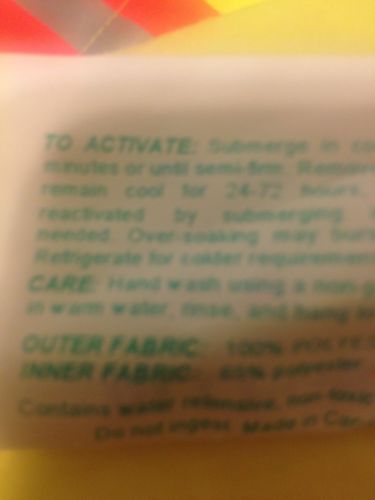 TO ACTIVATE: Submerge in
minutes or until semi-firm.
remain cool for 24-72 hours.
reactivated by submerging
needed. Over-soaking may
Refrigerate for colder
CARE: Hand wash using a
in warm water, rinse, and hang
OUTER FABRIC: 100%
INNER FABRIC: 65% polyester
Contains water retensive,
Do not ingest. Made in